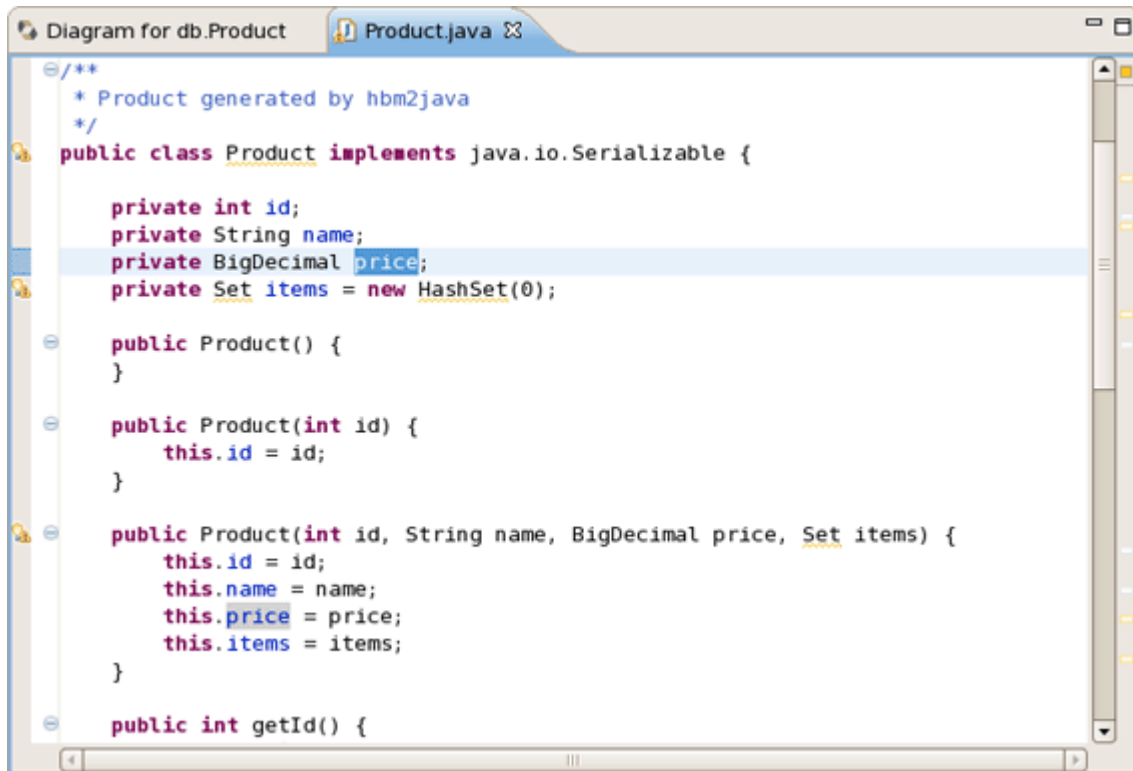 Diagram for db.Product
Product.java
/**
 * Product generated by hbm2java
 */
public class Product implements java.io.Serializable {
    private int id;
    private String name;
    private BigDecimal price;
    private Set items = new HashSet(0);
    public Product() {
    }
    public Product(int id) {
        this.id = id;
    }
    public Product(int id, String name, BigDecimal price, Set items) {
        this.id = id;
        this.name = name;
        this.price = price;
        this.items = items;
    }
    public int getId() {